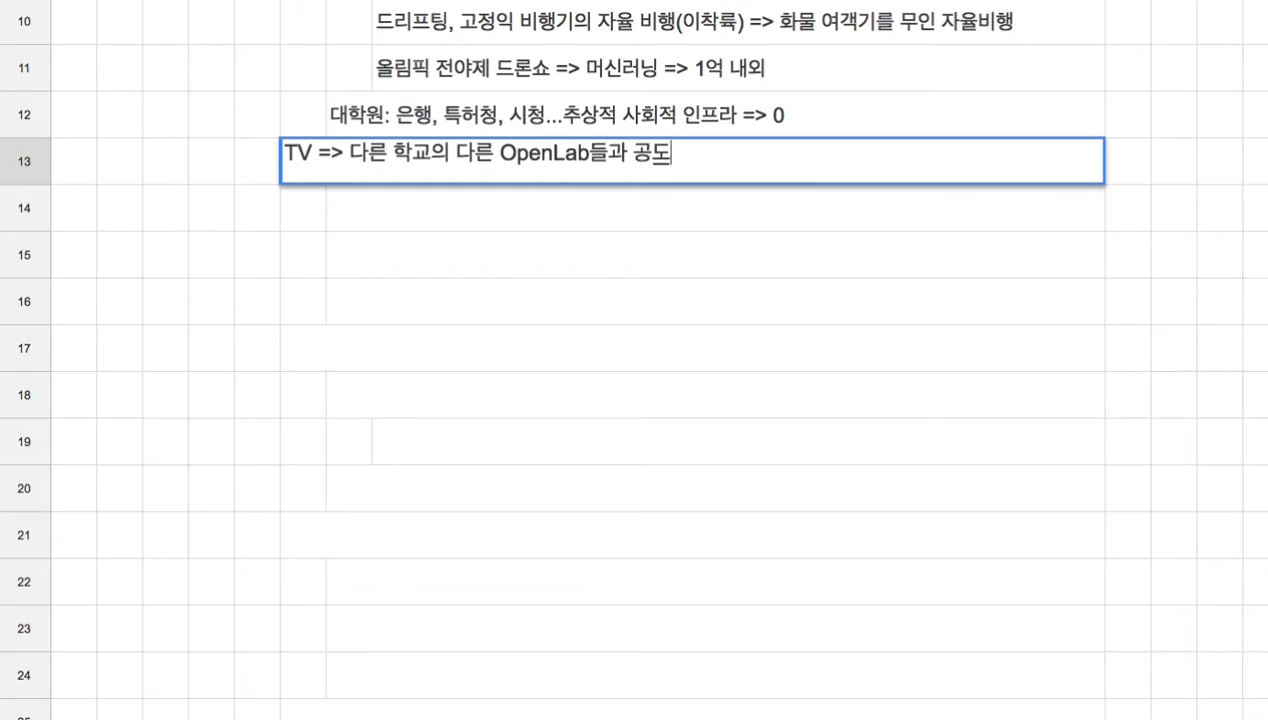 10 드리프팅, 고정익 비행기의 자율 비행(이착륙) => 화물 여객기를 무인 자율비행
11 올림픽 전야제 드론쇼 => 머신러닝 => 1억 내외
12 대학원: 은행, 특허청, 시청...추상적 사회적 인프라 => 0
13 TV => 다른 학교의 다른 OpenLab들과 공도
14
15
16
17
18
19
20
21
22
23
24